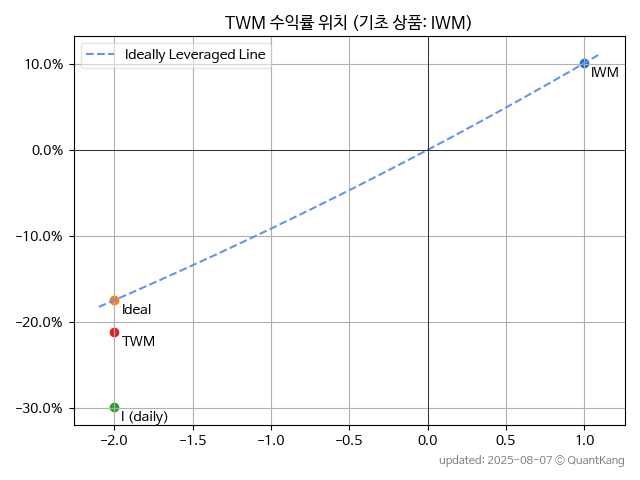 TWM 수익률 위치 (기초 상품: IWM)
Ideally Leveraged Line
10.0%
0.0%
-10.0%
-20.0%
-30.0%
IWM
Ideal
TWM
I (daily)
-2.0 -1.5 -1.0 -0.5 0.0 0.5 1.0
updated: 2025-08-07 © QuantKang